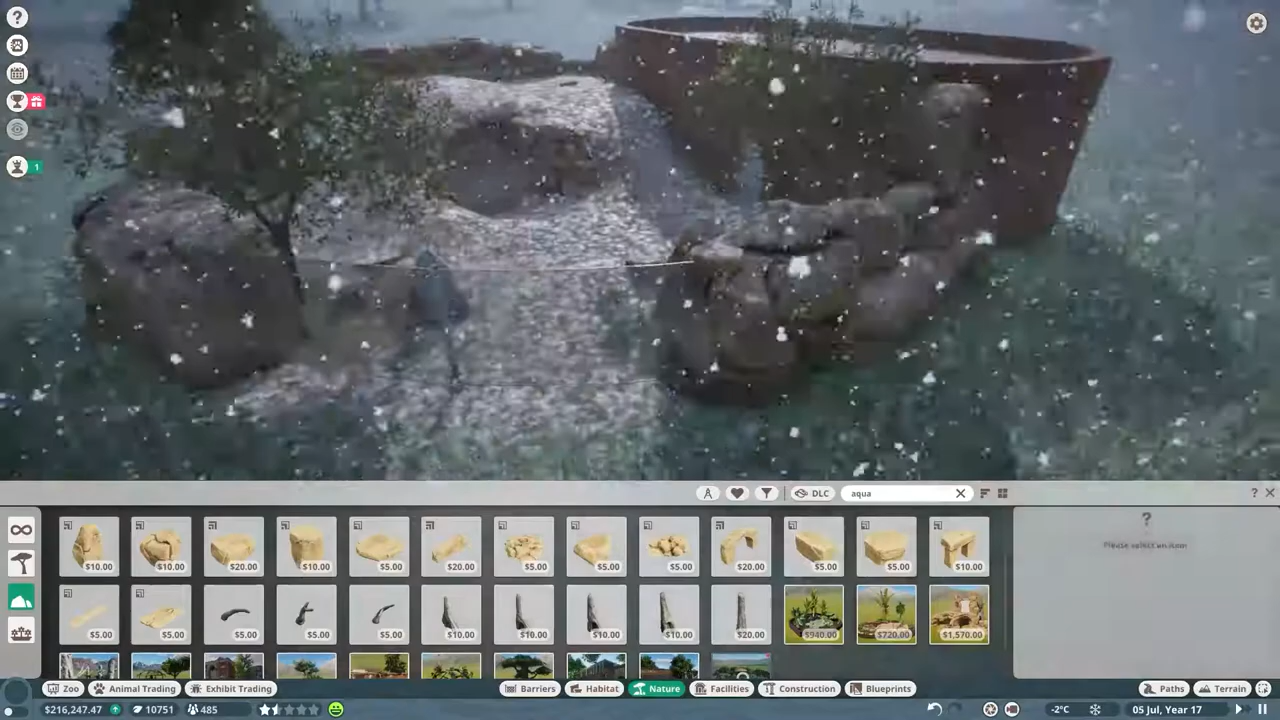 ?
1
DLC
aqua
?
$10.00 $10.00 $20.00 $10.00 $5.00 $20.00 $5.00 $5.00 $5.00 $20.00 $5.00 $5.00 $10.00
?
Please select an item
$5.00 $5.00 $5.00 $5.00 $5.00 $10.00 $10.00 $10.00 $10.00 $20.00 $940.00 $720.00 $1,570.00
Zoo Animal Trading Exhibit Trading Barriers Habitat Nature Facilities Construction Blueprints Paths Terrain
$216,247.47 10751 485 -2°C 05 Jul, Year 17